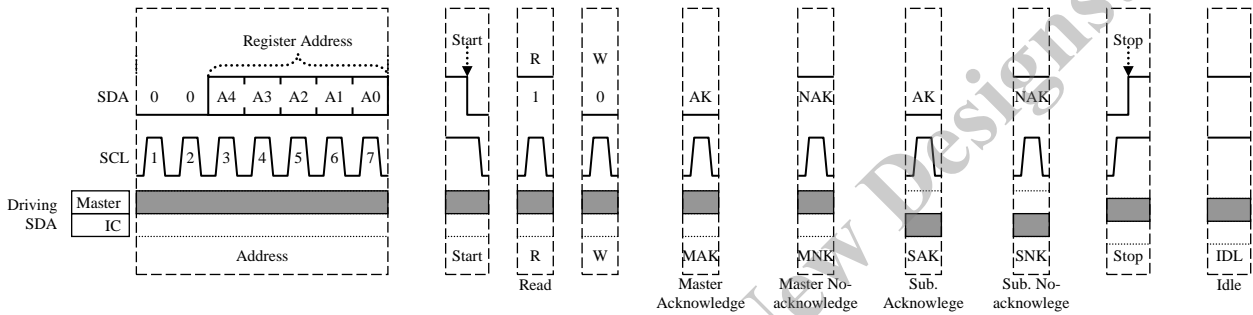 Register Address
Start
R W
Stop
SDA 0 0 A4 A3 A2 A1 A0 1 0 AK NAK AK NAK
SCL 1 2 3 4 5 6 7
Driving SDA
Master
IC
Address Start R W MAK MNK SAK SNK Stop IDL
Read
Master Acknowledge
Master No-acknowledge
Sub. Acknowlege
Sub. No-acknowlege
Idle
New Designs